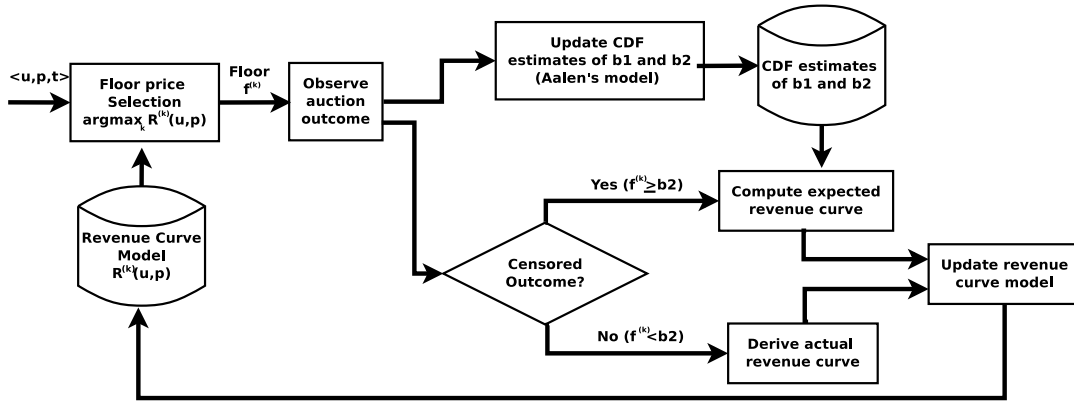 <u,p,t>
Floor price
Selection
argmax_k R^(k)(u,p)
Floor
f^(k)
Observe
auction
outcome
Update CDF
estimates of b1 and b2
(Aalen's model)
CDF estimates
of b1 and b2
Yes (f^(k)≥b2)
Compute expected
revenue curve
Revenue Curve
Model
R^(k)(u,p)
Censored
Outcome?
Update revenue
curve model
No (f^(k)<b2)
Derive actual
revenue curve